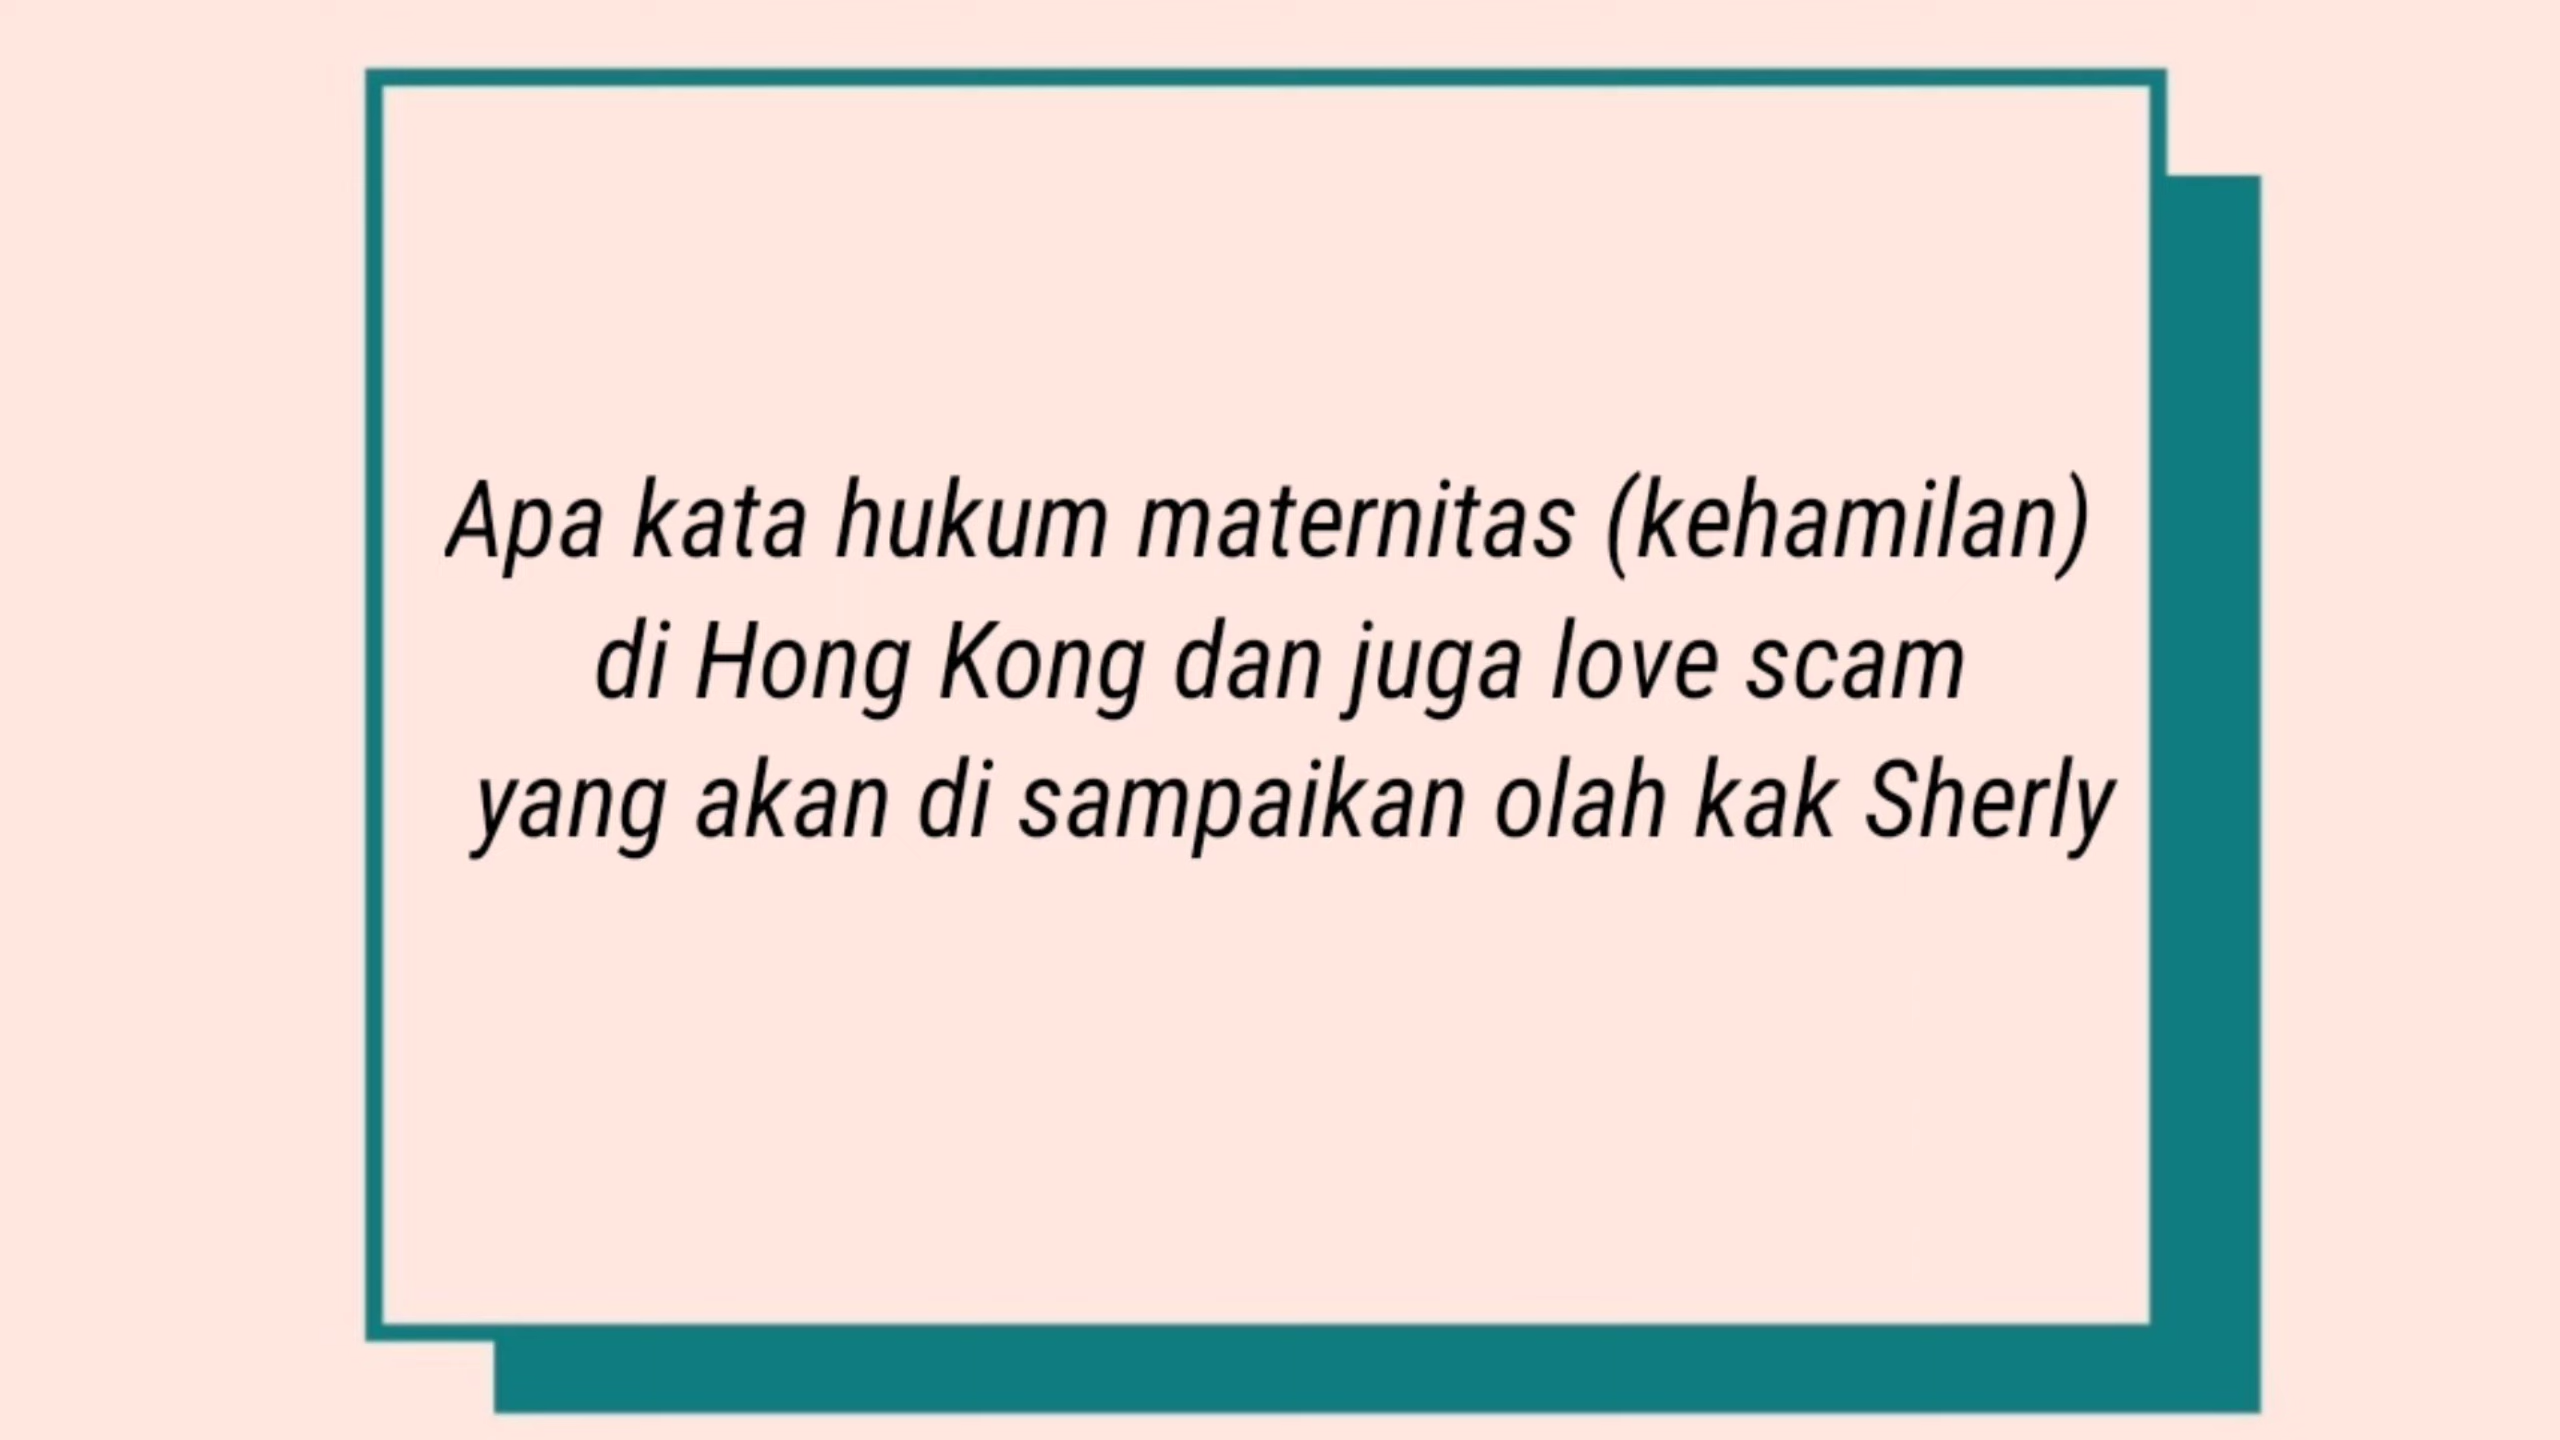 Apa kata hukum maternitas (kehamilan)
di Hong Kong dan juga love scam
yang akan di sampaikan olah kak Sherly